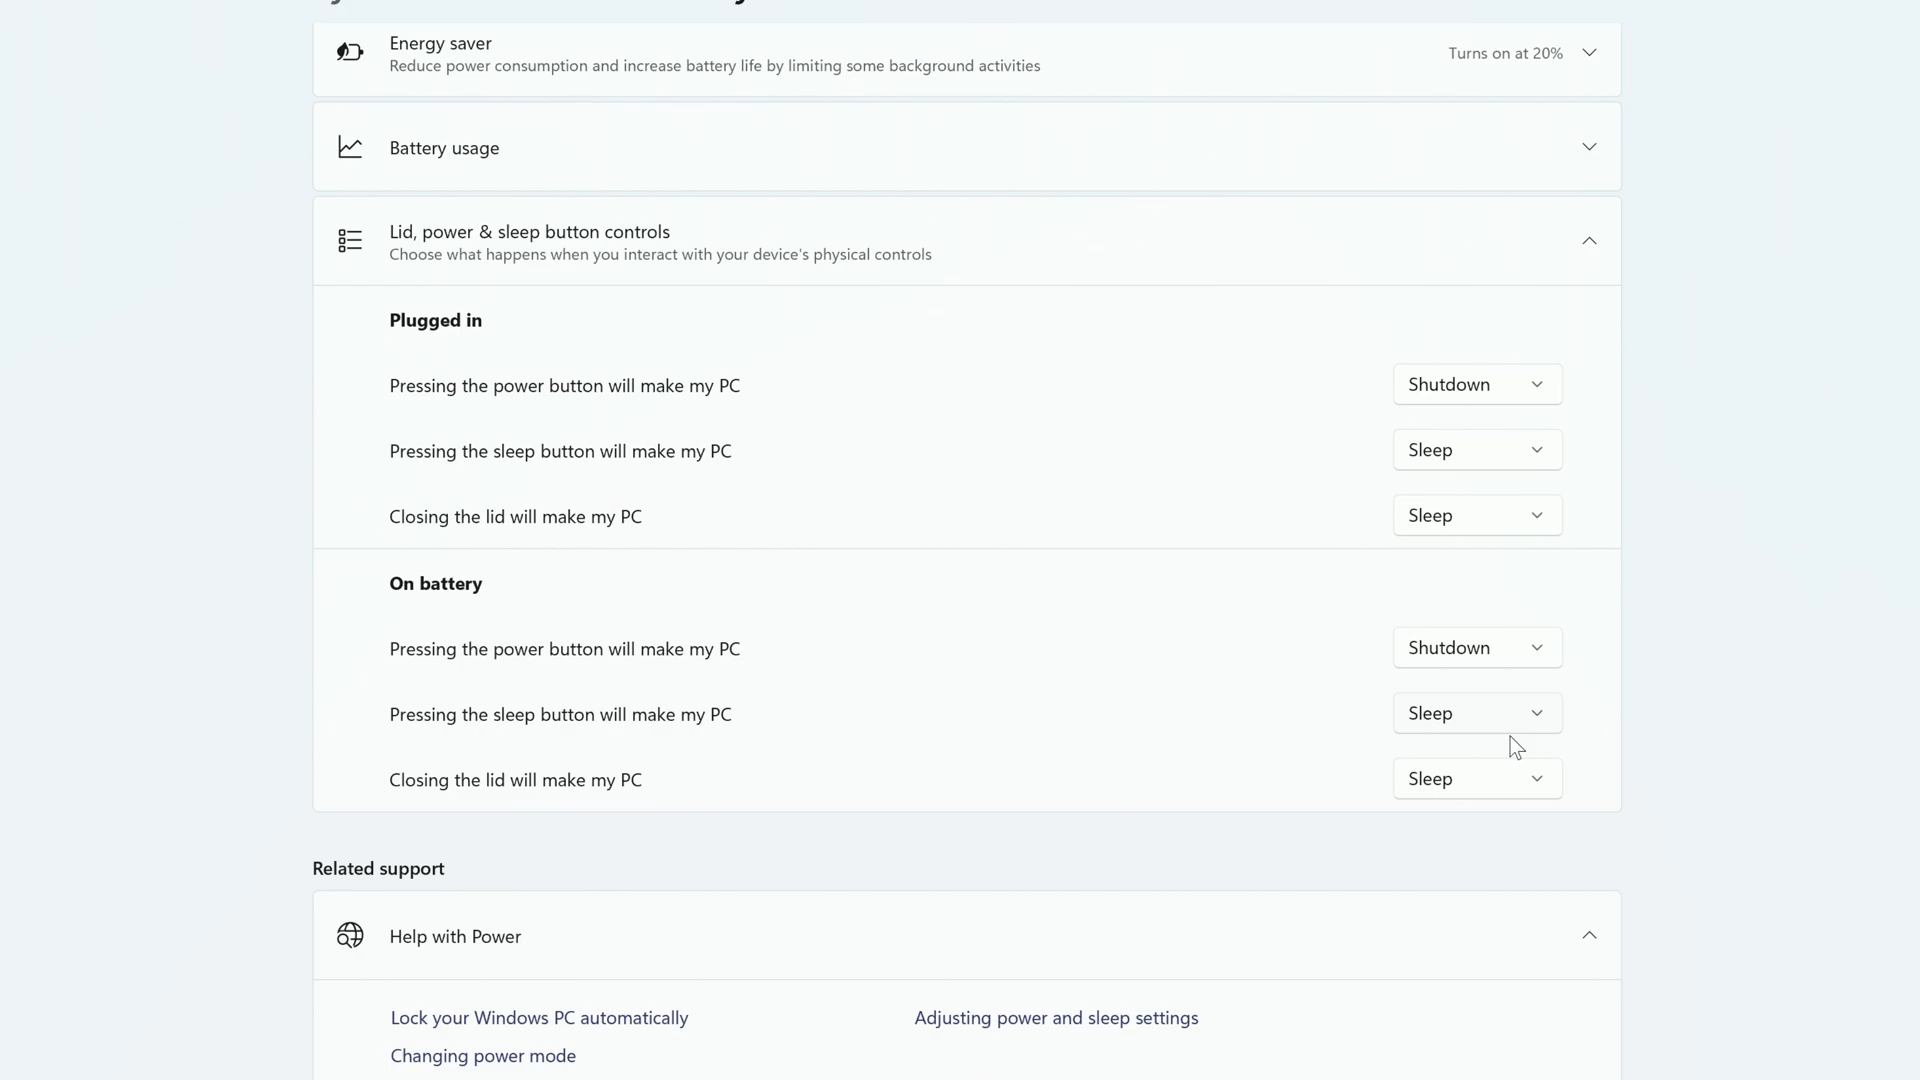 Energy saver
Reduce power consumption and increase battery life by limiting some background activities
Turns on at 20%
Battery usage
Lid, power & sleep button controls
Choose what happens when you interact with your device's physical controls
Plugged in
Pressing the power button will make my PC
Shutdown
Pressing the sleep button will make my PC
Sleep
Closing the lid will make my PC
Sleep
On battery
Pressing the power button will make my PC
Shutdown
Pressing the sleep button will make my PC
Sleep
Closing the lid will make my PC
Sleep
Related support
Help with Power
Lock your Windows PC automatically
Adjusting power and sleep settings
Changing power mode